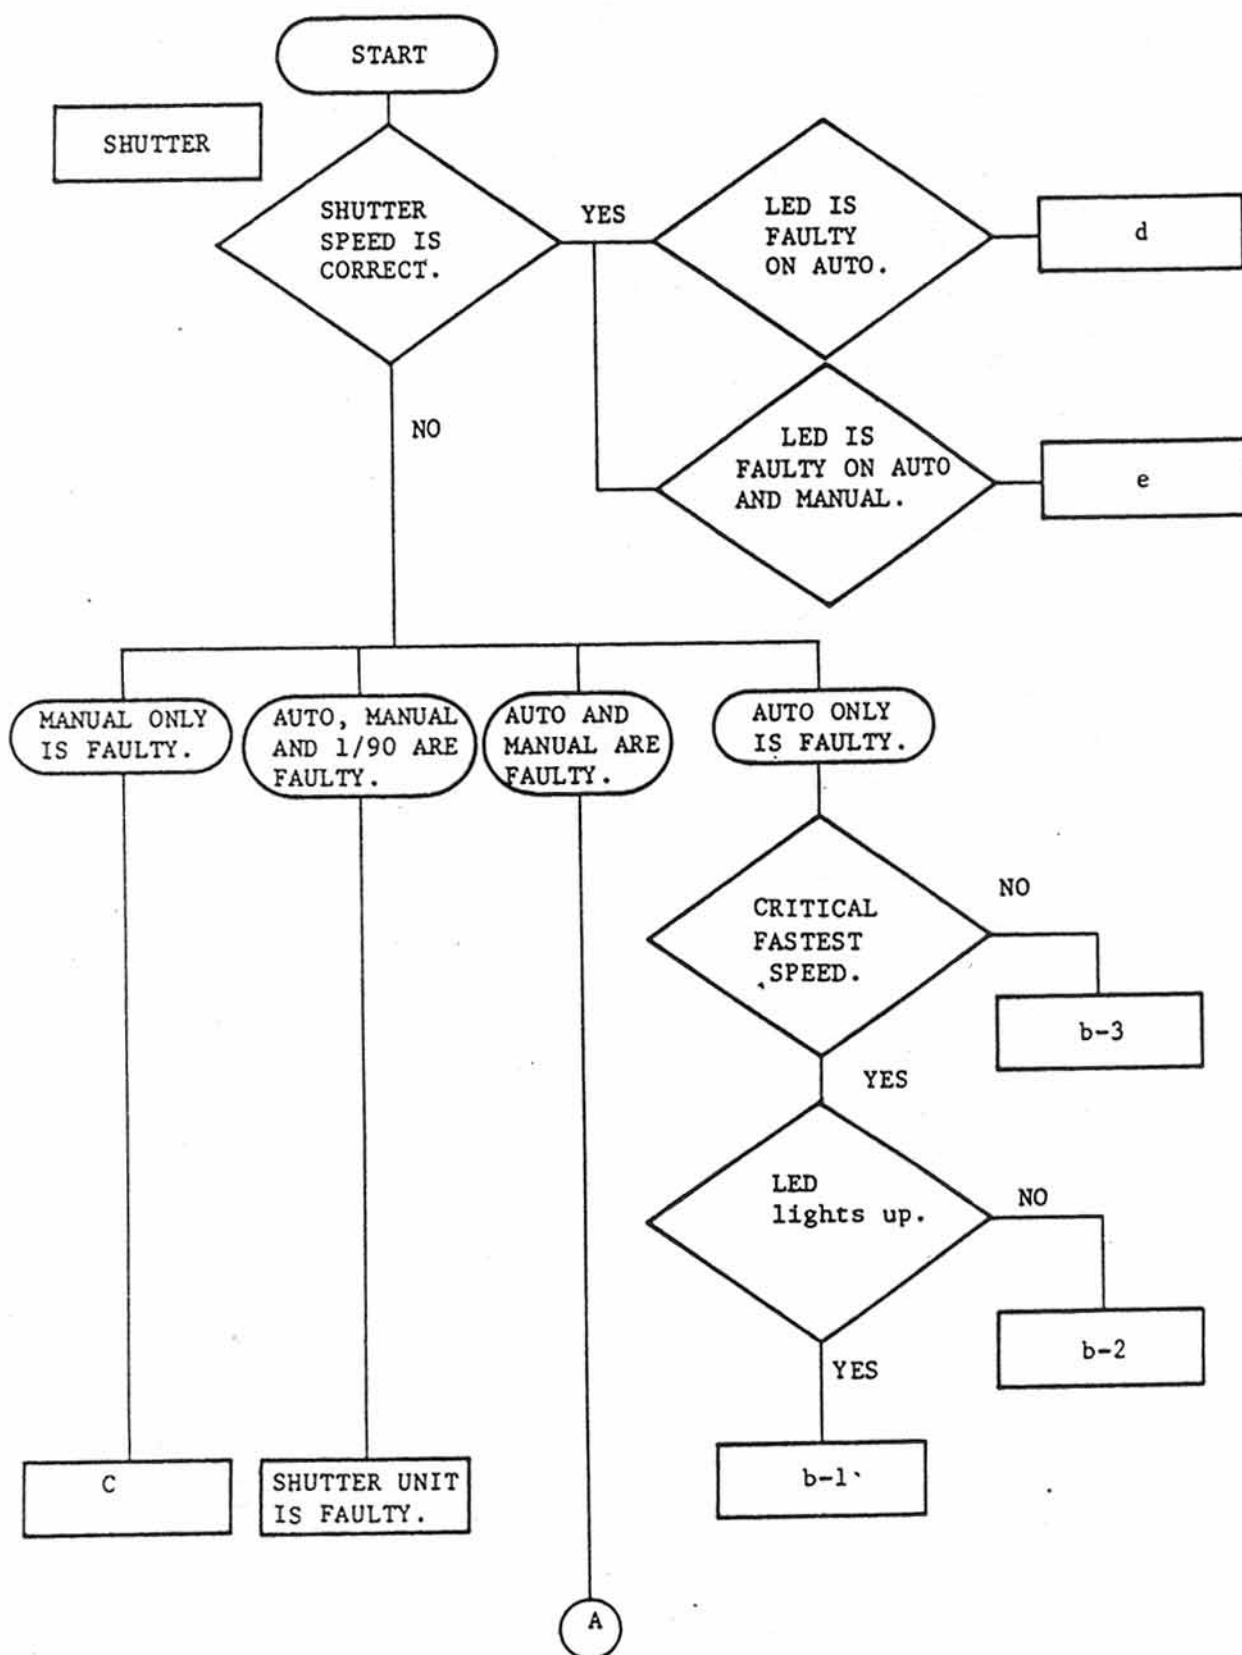 START
SHUTTER
SHUTTER
SPEED IS
CORRECT.
YES
LED IS
FAULTY
ON AUTO.
d
NO
LED IS
FAULTY ON AUTO
AND MANUAL.
e
MANUAL ONLY
IS FAULTY.
AUTO, MANUAL
AND 1/90 ARE
FAULTY.
AUTO AND
MANUAL ARE
FAULTY.
AUTO ONLY
IS FAULTY.
CRITICAL
FASTEST
SPEED.
NO
b-3
YES
LED
lights up.
NO
b-2
YES
b-1
C
SHUTTER UNIT
IS FAULTY.
A